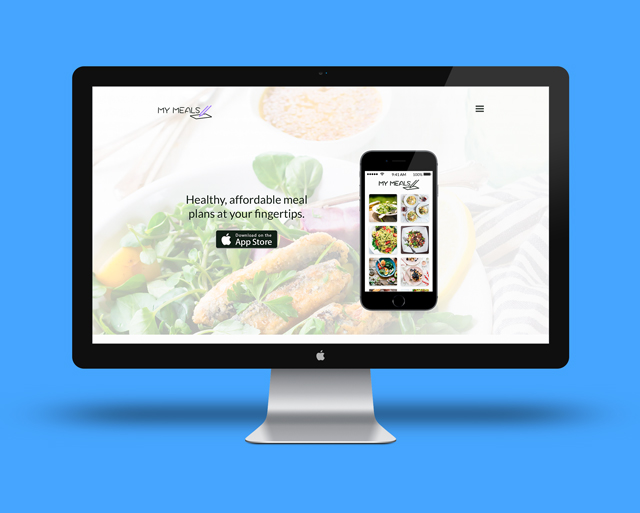 MY MEALS
Healthy, affordable meal
plans at your fingertips.
Download on the
App Store
9:41 AM
100%
MY MEALS